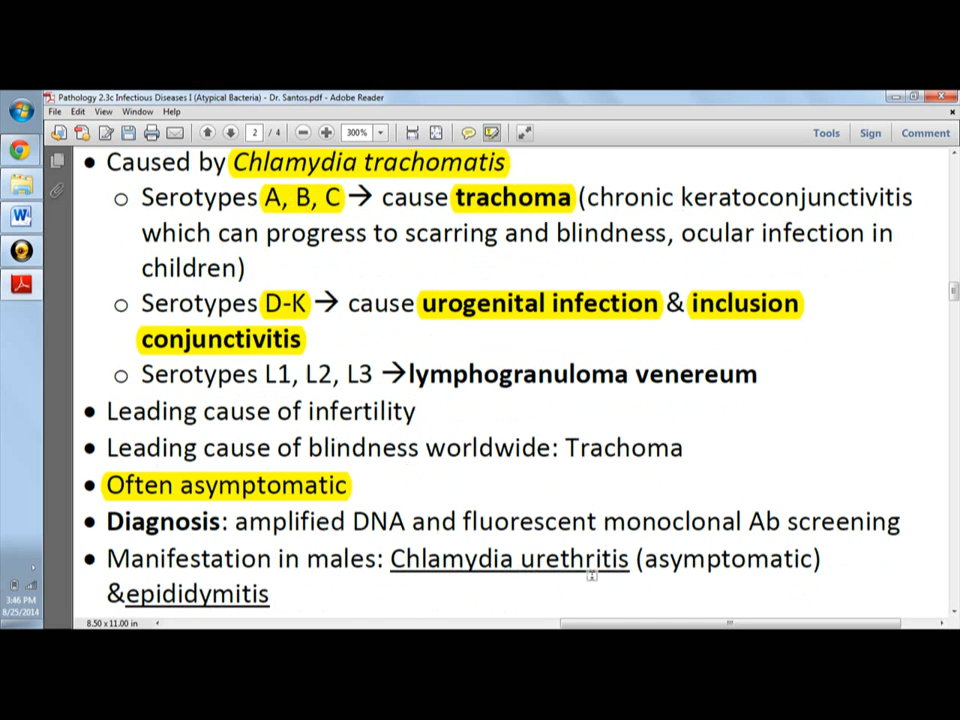 Pathology 2.3c Infectious Diseases I (Atypical Bacteria) - Dr. Santos.pdf - Adobe Reader
File Edit View Window Help
2 / 4 300% Tools Sign Comment
• Caused by Chlamydia trachomatis
o Serotypes A, B, C → cause trachoma (chronic keratoconjunctivitis
which can progress to scarring and blindness, ocular infection in
children)
o Serotypes D-K → cause urogenital infection & inclusion
conjunctivitis
o Serotypes L1, L2, L3 →lymphogranuloma venereum
• Leading cause of infertility
• Leading cause of blindness worldwide: Trachoma
• Often asymptomatic
• Diagnosis: amplified DNA and fluorescent monoclonal Ab screening
• Manifestation in males: Chlamydia urethritis (asymptomatic)
&epididymitis
3:46 PM
8/25/2014
8.50 x 11.00 in